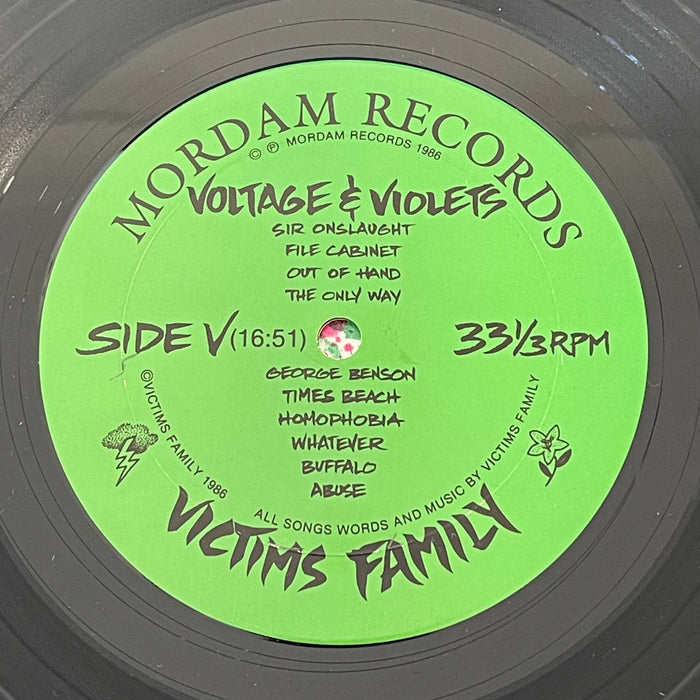 MORDAM RECORDS
© ℗ MORDAM RECORDS 1986
VOLTAGE & VIOLETS
SIR ONSLAUGHT
FILE CABINET
OUT OF HAND
THE ONLY WAY
SIDE V (16:51)
33⅓ RPM
GEORGE BENSON
TIMES BEACH
HOMOPHOBIA
WHATEVER
BUFFALO
ABUSE
©VICTIMS FAMILY 1986
ALL SONGS WORDS AND MUSIC BY VICTIMS FAMILY
VICTIMS FAMILY